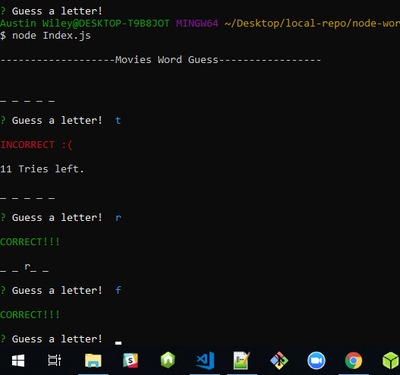 ? Guess a letter!
Austin Wiley@DESKTOP-T9B8JOT MINGW64 ~/Desktop/local-repo/node-wor
$ node Index.js
-------------------Movies Word Guess-----------------
_ _ _ _ _
? Guess a letter!  t
INCORRECT :(
11 Tries left.
_ _ _ _ _
? Guess a letter!  r
CORRECT!!!
_ _ r_ _
? Guess a letter!  f
CORRECT!!!
? Guess a letter!